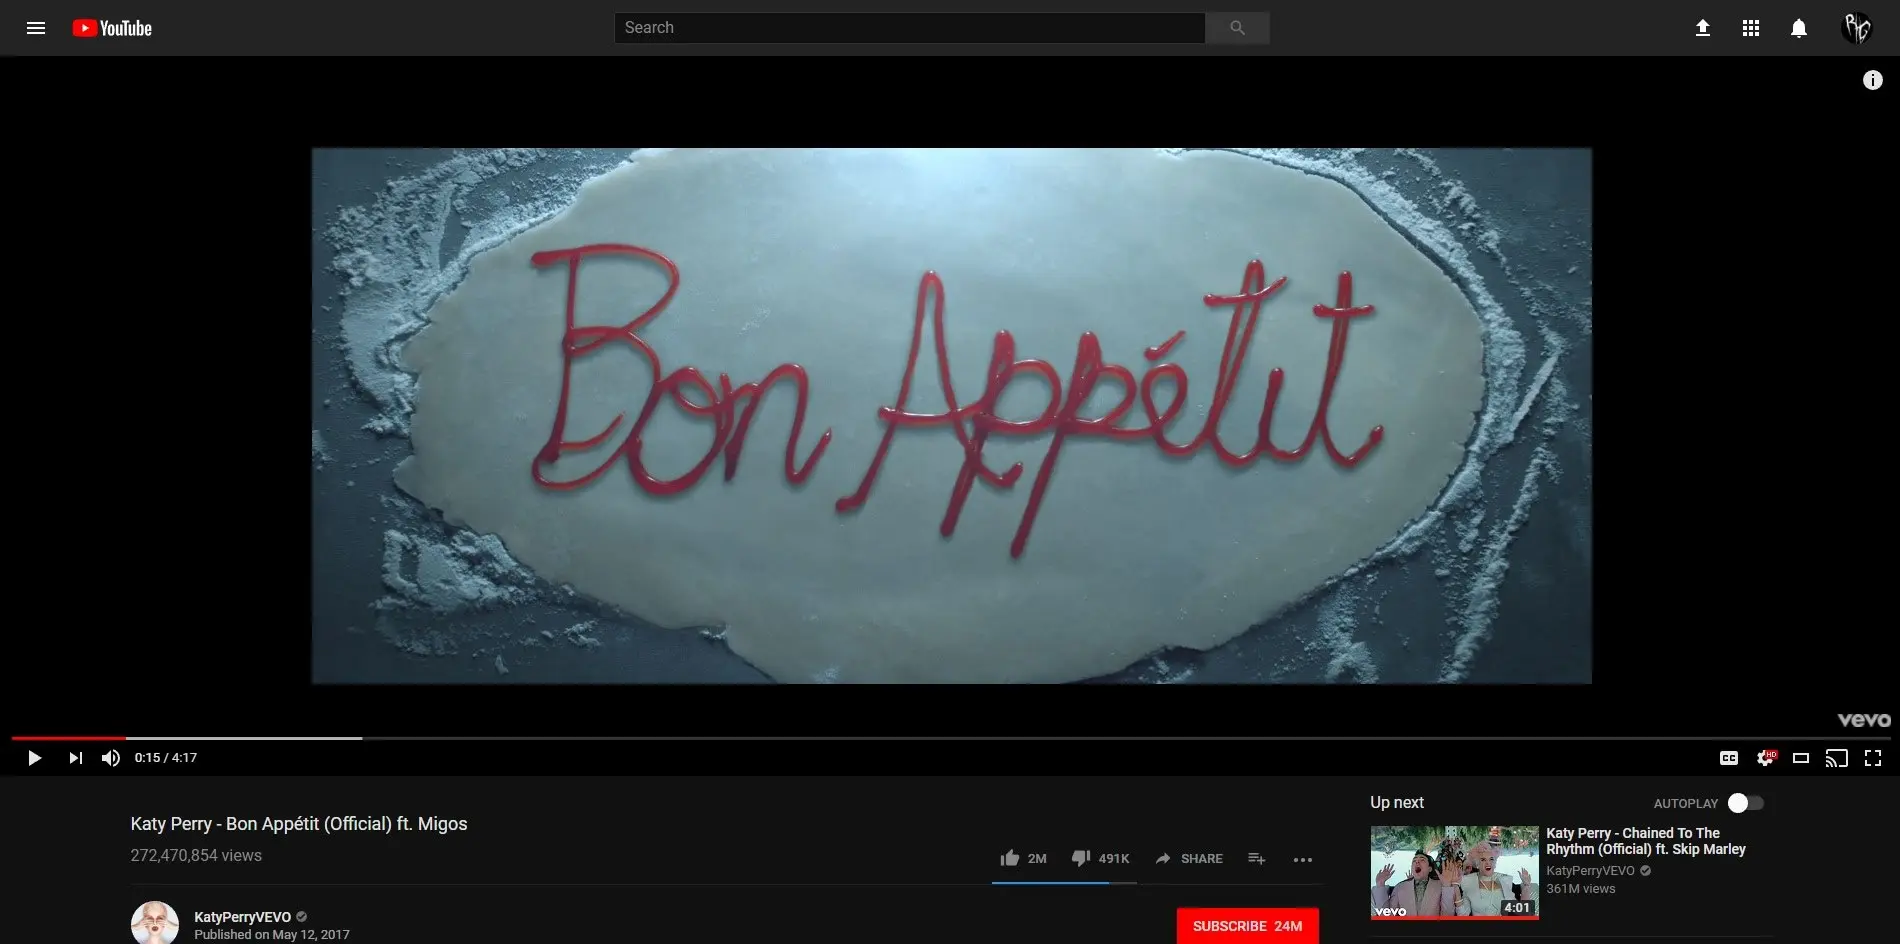 YouTube
Search
Bon Appétit
vevo
0:15 / 4:17
CC
HD
Katy Perry - Bon Appétit (Official) ft. Migos
272,470,854 views
2M
491K
SHARE
KatyPerryVEVO
Published on May 12, 2017
SUBSCRIBE 24M
Up next
AUTOPLAY
vevo
4:01
Katy Perry - Chained To The
Rhythm (Official) ft. Skip Marley
KatyPerryVEVO
361M views